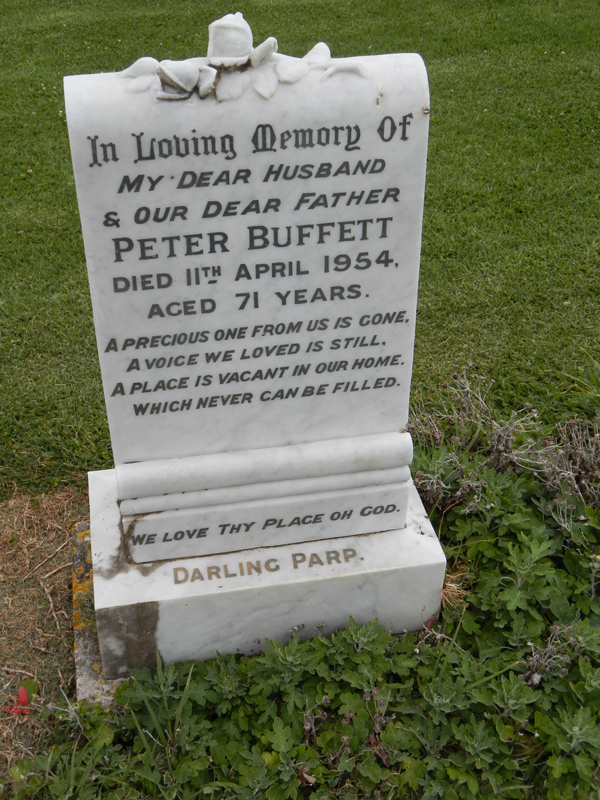 In Loving Memory Of
MY DEAR HUSBAND
& OUR DEAR FATHER
PETER BUFFETT
DIED 11TH APRIL 1954,
AGED 71 YEARS.
A PRECIOUS ONE FROM US IS GONE,
A VOICE WE LOVED IS STILL,
A PLACE IS VACANT IN OUR HOME.
WHICH NEVER CAN BE FILLED.
WE LOVE THY PLACE OH GOD.
DARLING PARP.